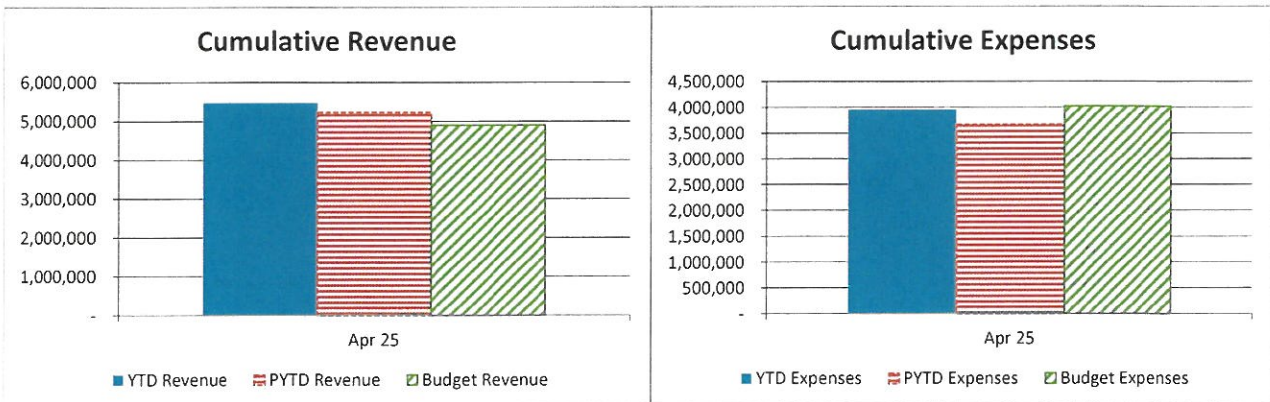 Cumulative Revenue
6,000,000
5,000,000
4,000,000
3,000,000
2,000,000
1,000,000
-
Apr 25
YTD Revenue PYTD Revenue Budget Revenue
Cumulative Expenses
4,500,000
4,000,000
3,500,000
3,000,000
2,500,000
2,000,000
1,500,000
1,000,000
500,000
-
Apr 25
YTD Expenses PYTD Expenses Budget Expenses